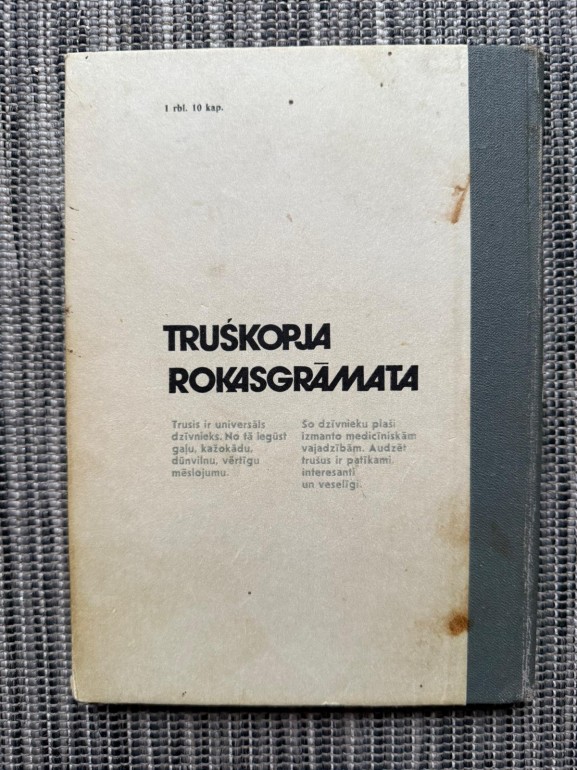 1 rbl. 10 kap.
TRUŠKOPJA
ROKASGRĀMATA
Trusis ir universāls
dzīvnieks. No tā iegūst
gaļu, kažokādu,
dūnvilnu, vērtīgu
mēslojumu.
Šo dzīvnieku plaši
izmanto medicīniskām
vajadzībām. Audzēt
trušus ir patīkami,
interesanti
un veselīgi.